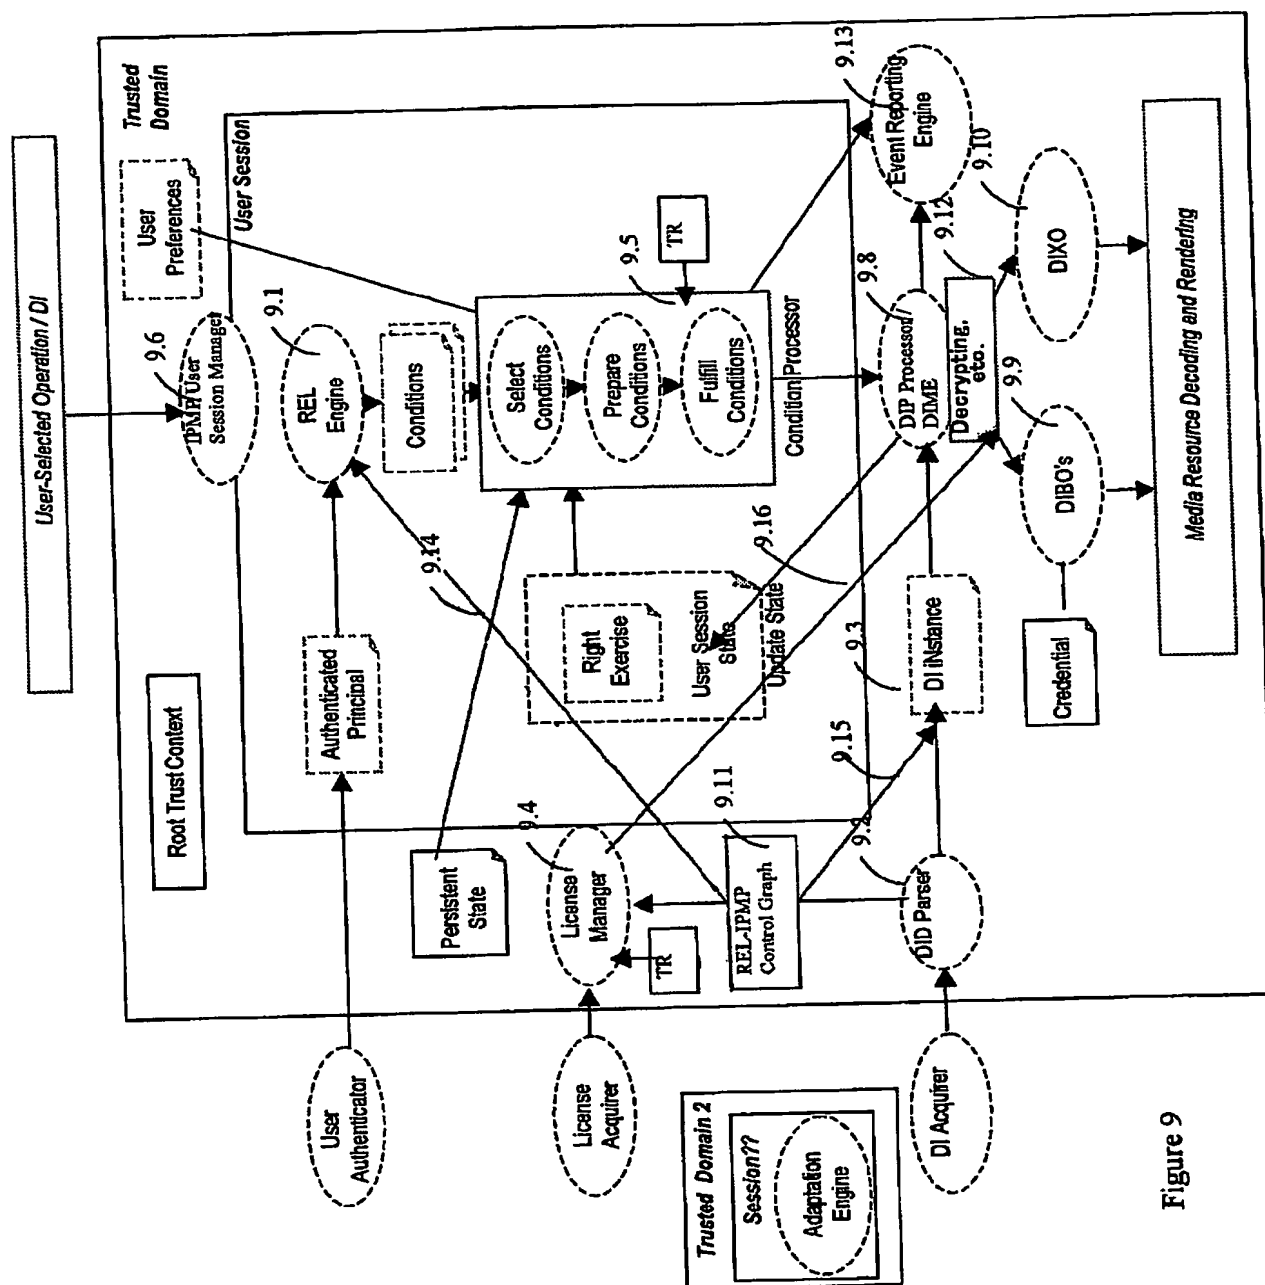 User-Selected Operation / DI
Trusted
Domain
Root Trust Context
User
Preferences
User Session
9.6
IPMP User
Session Manager
9.1
REL
Engine
Conditions
Authenticated
Principal
User
Authenticator
9.14
Select
Conditions
Prepare
Conditions
Fulfill
Conditions
9.5
TR
Condition Processor
Persistent
State
Right
Exercise
User Session
State
Update State
9.4
License
Manager
TR
License
Acquirer
9.11
REL-IPMP
Control Graph
9.16
9.15
9.13
Event Reporting
Engine
9.8
DIP Processor /
DIME
9.12
Decrypting,
etc.
9.3
DI iNstance
9.2
DID Parser
DI Acquirer
9.10
DIXO
9.9
DIBO's
Credential
Media Resource Decoding and Rendering
Trusted Domain 2
Session??
Adaptation
Engine
Figure 9